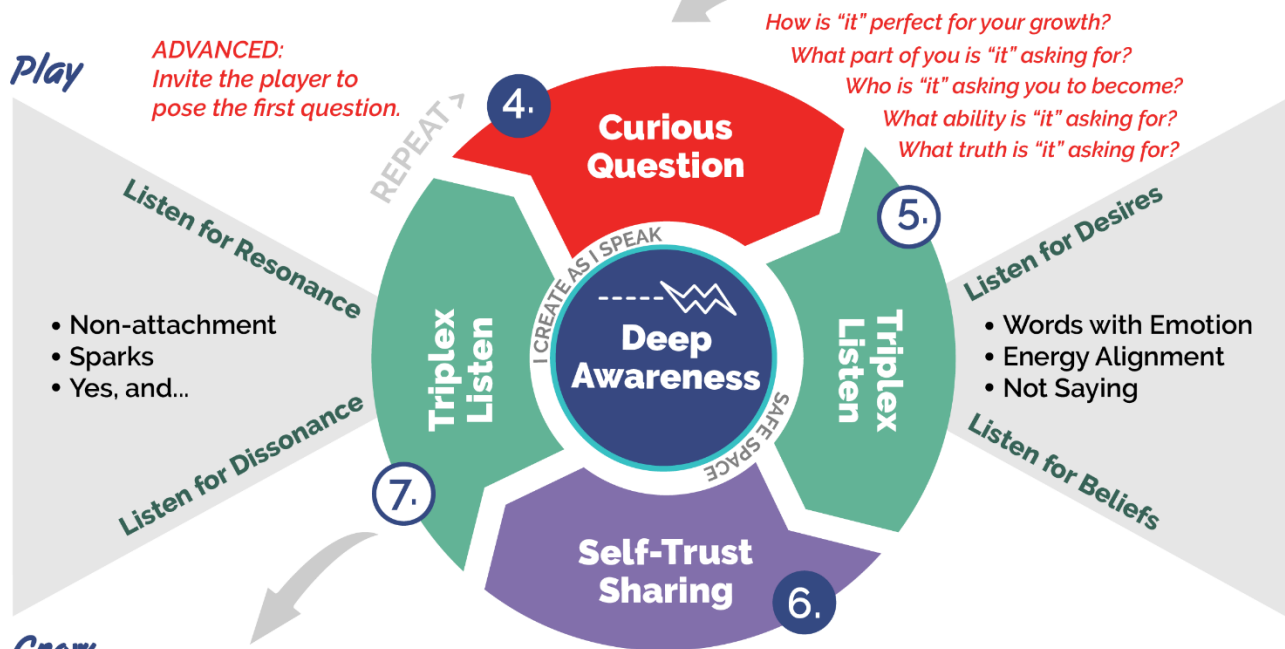 Play
ADVANCED:
Invite the player to
pose the first question.
How is “it” perfect for your growth?
What part of you is “it” asking for?
Who is “it” asking you to become?
What ability is “it” asking for?
What truth is “it” asking for?
REPEAT >
4.
Curious
Question
5.
Triplex
Listen
Listen for Desires
• Words with Emotion
• Energy Alignment
• Not Saying
Listen for Beliefs
I CREATE AS I SPEAK
Deep
Awareness
SAFE SPACE
6.
Self-Trust
Sharing
7.
Triplex
Listen
Listen for Resonance
• Non-attachment
• Sparks
• Yes, and...
Listen for Dissonance